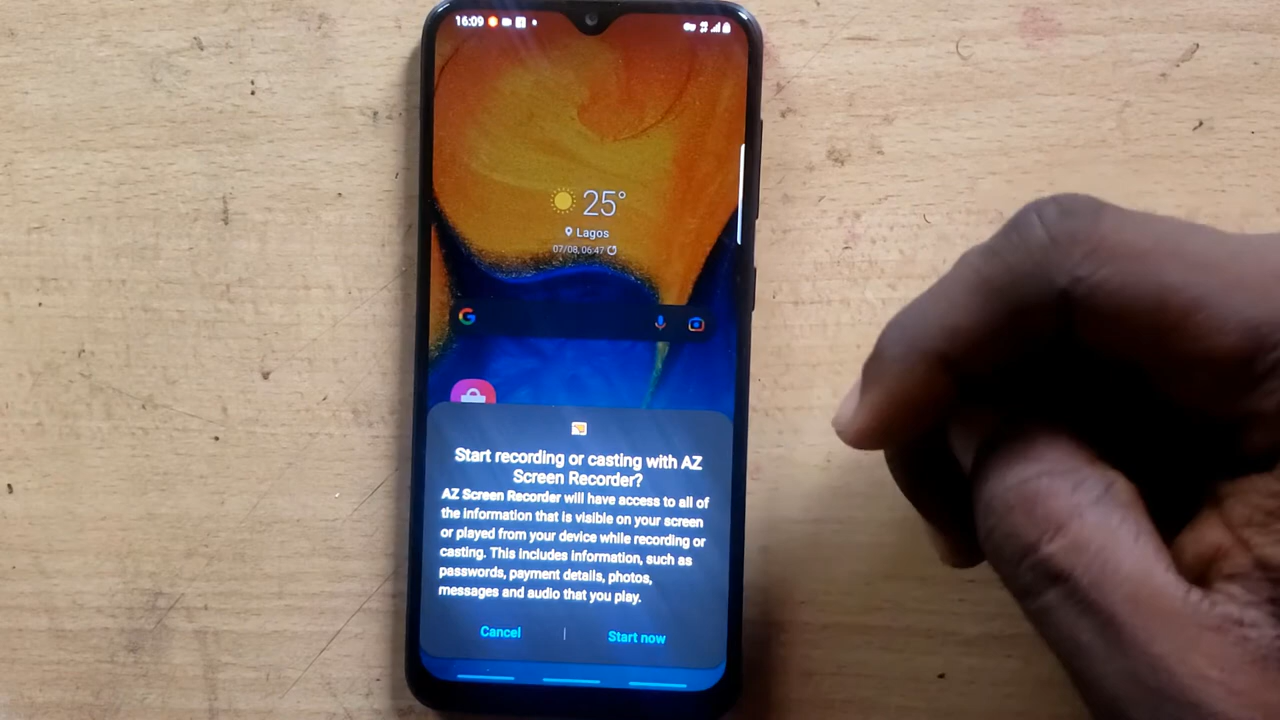 16:09
25°
Lagos
07/08, 06:47
G
Start recording or casting with AZ
Screen Recorder?
AZ Screen Recorder will have access to all of
the information that is visible on your screen
or played from your device while recording or
casting. This includes information, such as
passwords, payment details, photos,
messages and audio that you play.
Cancel | Start now